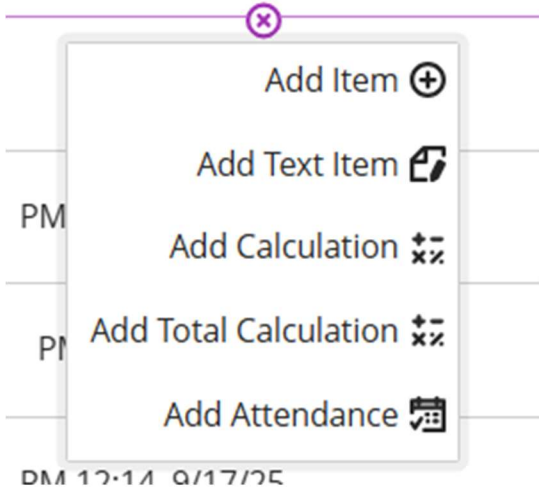 Add Item
Add Text Item
PM
Add Calculation
Add Total Calculation
Add Attendance
PM 12:14, 9/17/25